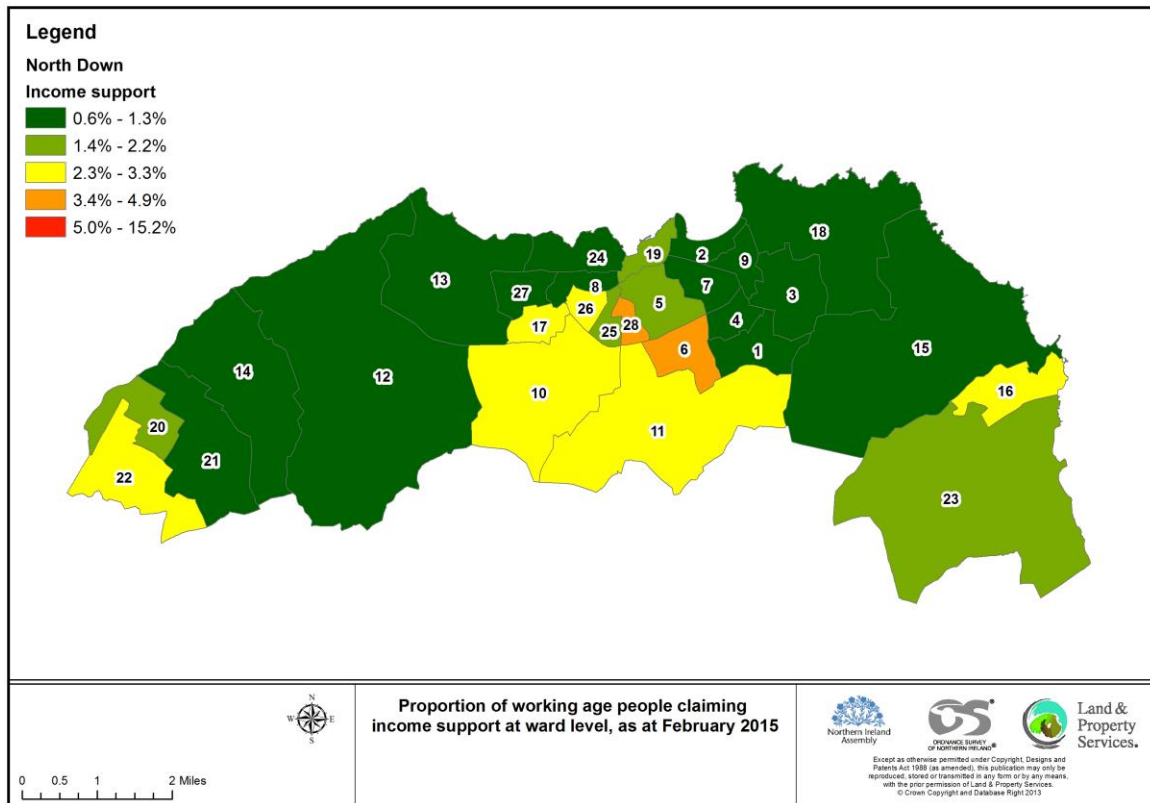 Legend
North Down
Income support
0.6% - 1.3%
1.4% - 2.2%
2.3% - 3.3%
3.4% - 4.9%
5.0% - 15.2%
18
24
19
2
9
13
8
7
27
3
26
5
4
17
25
28
6
1
15
14
12
10
16
11
20
21
22
23
N
W
E
S
0 0.5 1 2 Miles
Proportion of working age people claiming
income support at ward level, as at February 2015
Northern Ireland
Assembly
OS®
ORDNANCE SURVEY
OF NORTHERN IRELAND®
Land &
Property
Services.
Except as otherwise permitted under Copyright, Designs and
Patents Act 1988 (as amended), this publication may only be
reproduced, stored or transmitted in any form or by any means,
with the prior permission of Land & Property Services.
© Crown Copyright and Database Right 2013